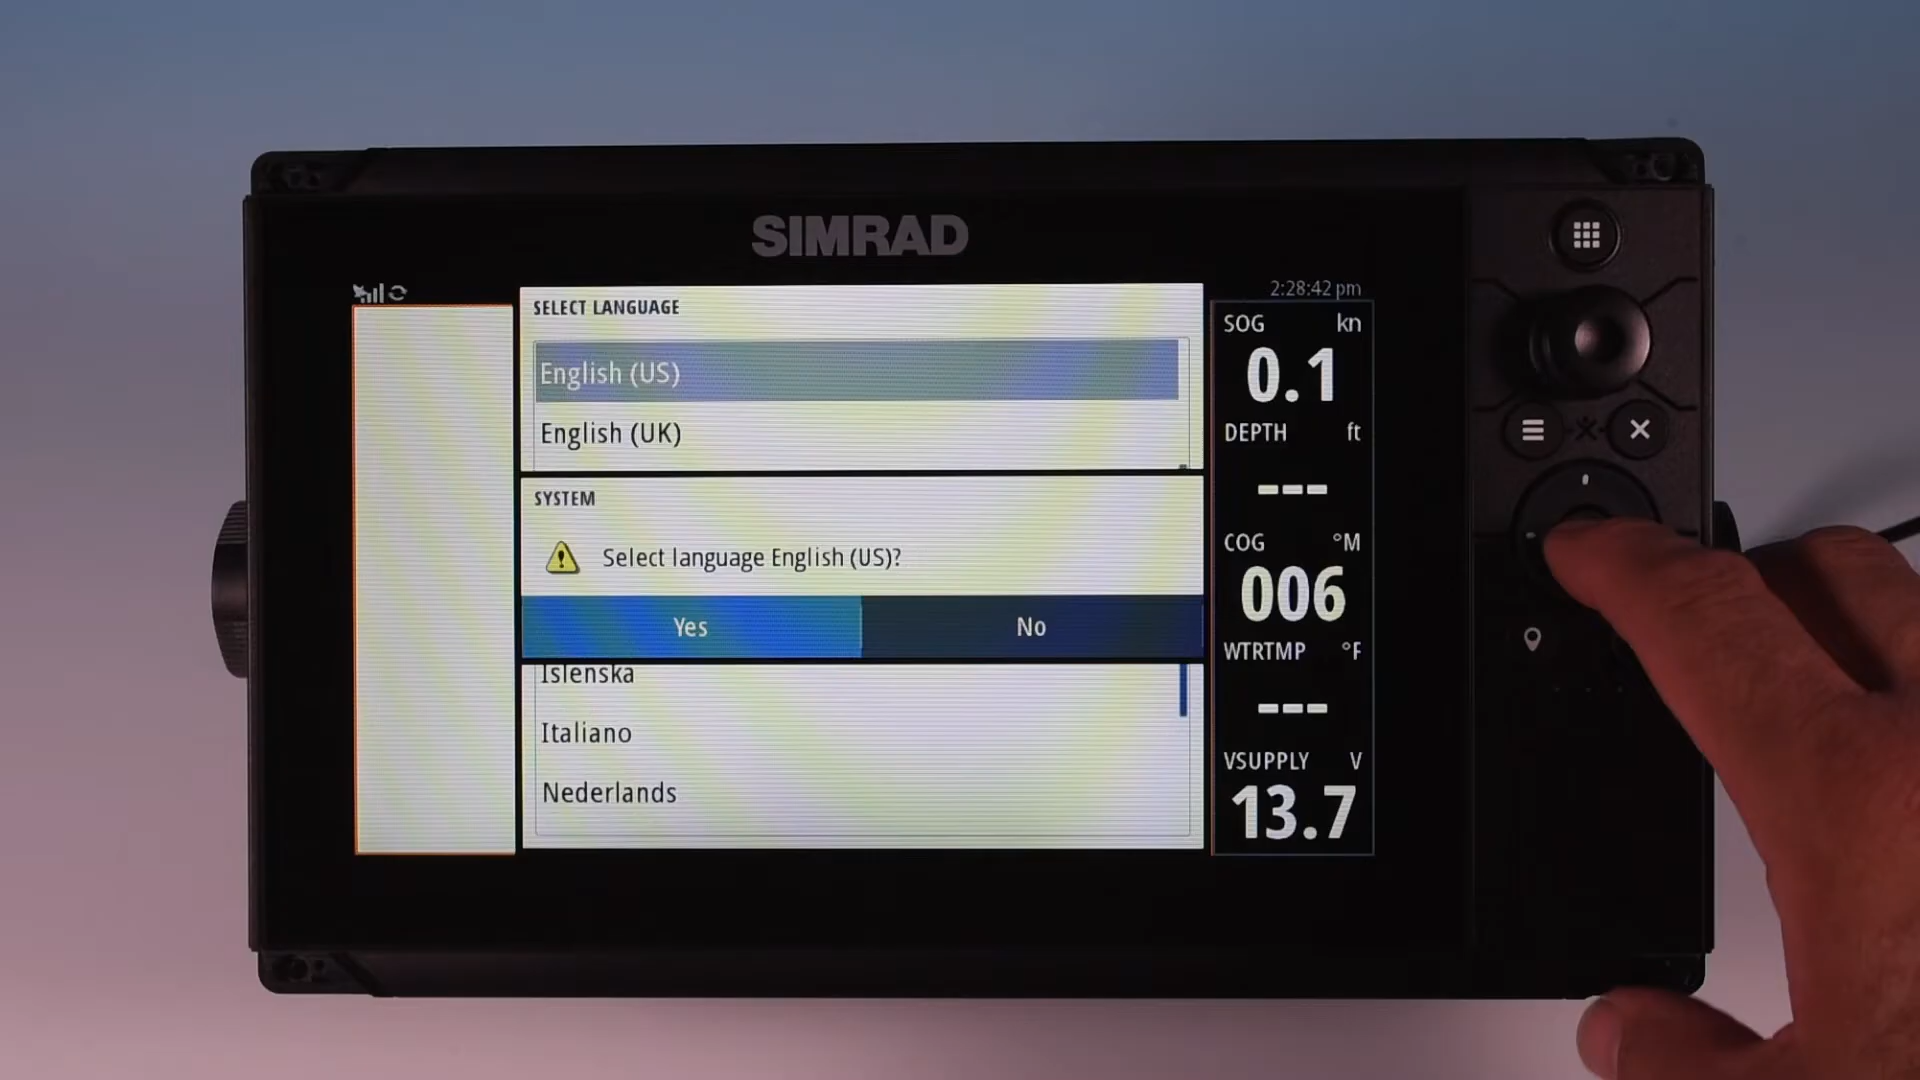 SIMRAD
2:28:42 pm
SELECT LANGUAGE
English (US)
English (UK)
SYSTEM
Select language English (US)?
Yes
No
Íslenska
Italiano
Nederlands
SOG kn
0.1
DEPTH ft
---
COG °M
006
WTRTMP °F
---
VSUPPLY V
13.7